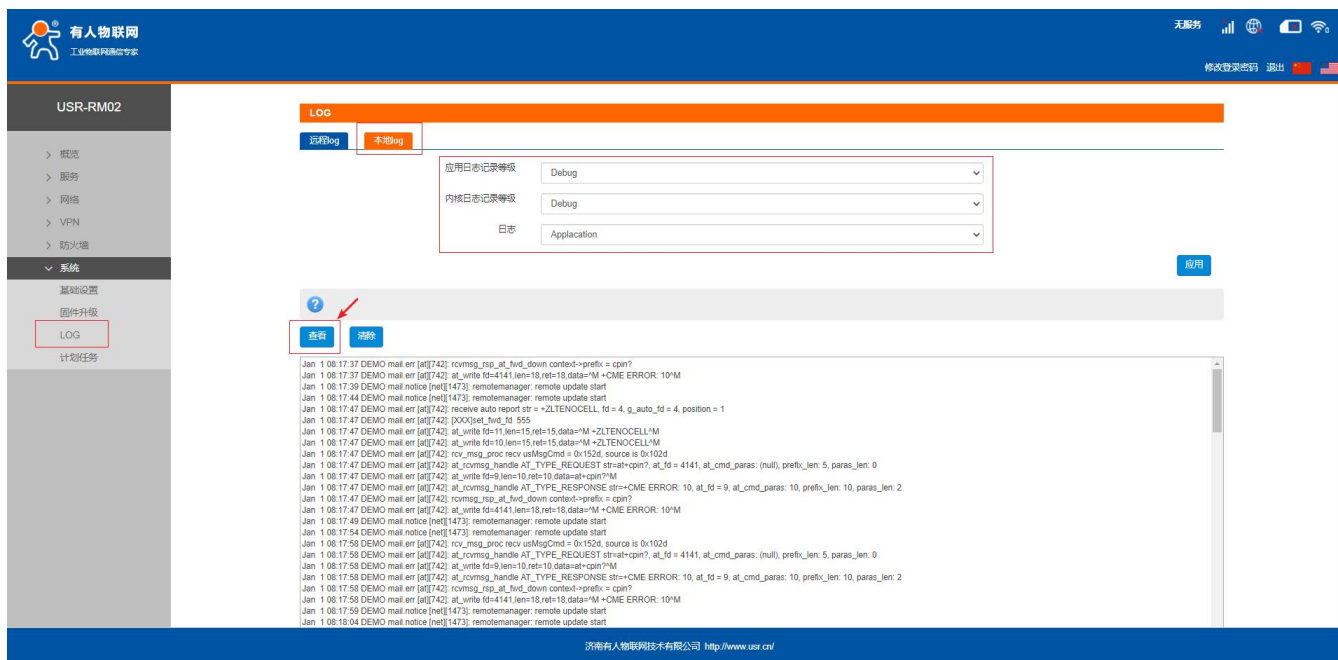 有人物联网
工业物联网通信专家
无服务
修改登录密码 退出
USR-RM02
概览
服务
网络
VPN
防火墙
系统
基础设置
固件升级
LOG
计划任务
LOG
远程log 本地log
应用日志记录等级 Debug
内核日志记录等级 Debug
日志 Applacation
应用
查看 清除
Jan 1 08:17:37 DEMO mail.err [at][742]: rcvmsg_rsp_at_fwd_down context->prefix = cpin?
Jan 1 08:17:37 DEMO mail.err [at][742]: at_write fd=4141,len=18,ret=18,data=^M +CME ERROR: 10^M
Jan 1 08:17:39 DEMO mail.notice [net][1473]: remotemanager: remote update start
Jan 1 08:17:44 DEMO mail.notice [net][1473]: remotemanager: remote update start
Jan 1 08:17:47 DEMO mail.err [at][742]: receive auto report str = +ZLTENOCELL, fd = 4, g_auto_fd = 4, position = 1
Jan 1 08:17:47 DEMO mail.err [at][742]: [XXX]set_fwd_fd 555
Jan 1 08:17:47 DEMO mail.err [at][742]: at_write fd=11,len=15,ret=15,data=^M +ZLTENOCELL^M
Jan 1 08:17:47 DEMO mail.err [at][742]: at_write fd=10,len=15,ret=15,data=^M +ZLTENOCELL^M
Jan 1 08:17:47 DEMO mail.err [at][742]: rcv_msg_proc recv usMsgCmd = 0x152d, source is 0x102d
Jan 1 08:17:47 DEMO mail.err [at][742]: at_rcvmsg_handle AT_TYPE_REQUEST str=at+cpin?, at_fd = 4141, at_cmd_paras: (null), prefix_len: 5, paras_len: 0
Jan 1 08:17:47 DEMO mail.err [at][742]: at_write fd=9,len=10,ret=10,data=at+cpin?^M
Jan 1 08:17:47 DEMO mail.err [at][742]: at_rcvmsg_handle AT_TYPE_RESPONSE str=+CME ERROR: 10, at_fd = 9, at_cmd_paras: 10, prefix_len: 10, paras_len: 2
Jan 1 08:17:47 DEMO mail.err [at][742]: rcvmsg_rsp_at_fwd_down context->prefix = cpin?
Jan 1 08:17:47 DEMO mail.err [at][742]: at_write fd=4141,len=18,ret=18,data=^M +CME ERROR: 10^M
Jan 1 08:17:49 DEMO mail.notice [net][1473]: remotemanager: remote update start
Jan 1 08:17:54 DEMO mail.notice [net][1473]: remotemanager: remote update start
Jan 1 08:17:58 DEMO mail.err [at][742]: rcv_msg_proc recv usMsgCmd = 0x152d, source is 0x102d
Jan 1 08:17:58 DEMO mail.err [at][742]: at_rcvmsg_handle AT_TYPE_REQUEST str=at+cpin?, at_fd = 4141, at_cmd_paras: (null), prefix_len: 5, paras_len: 0
Jan 1 08:17:58 DEMO mail.err [at][742]: at_write fd=9,len=10,ret=10,data=at+cpin?^M
Jan 1 08:17:58 DEMO mail.err [at][742]: at_rcvmsg_handle AT_TYPE_RESPONSE str=+CME ERROR: 10, at_fd = 9, at_cmd_paras: 10, prefix_len: 10, paras_len: 2
Jan 1 08:17:58 DEMO mail.err [at][742]: rcvmsg_rsp_at_fwd_down context->prefix = cpin?
Jan 1 08:17:58 DEMO mail.err [at][742]: at_write fd=4141,len=18,ret=18,data=^M +CME ERROR: 10^M
Jan 1 08:17:59 DEMO mail.notice [net][1473]: remotemanager: remote update start
Jan 1 08:18:04 DEMO mail.notice [net][1473]: remotemanager: remote update start
济南有人物联网技术有限公司 http://www.usr.cn/